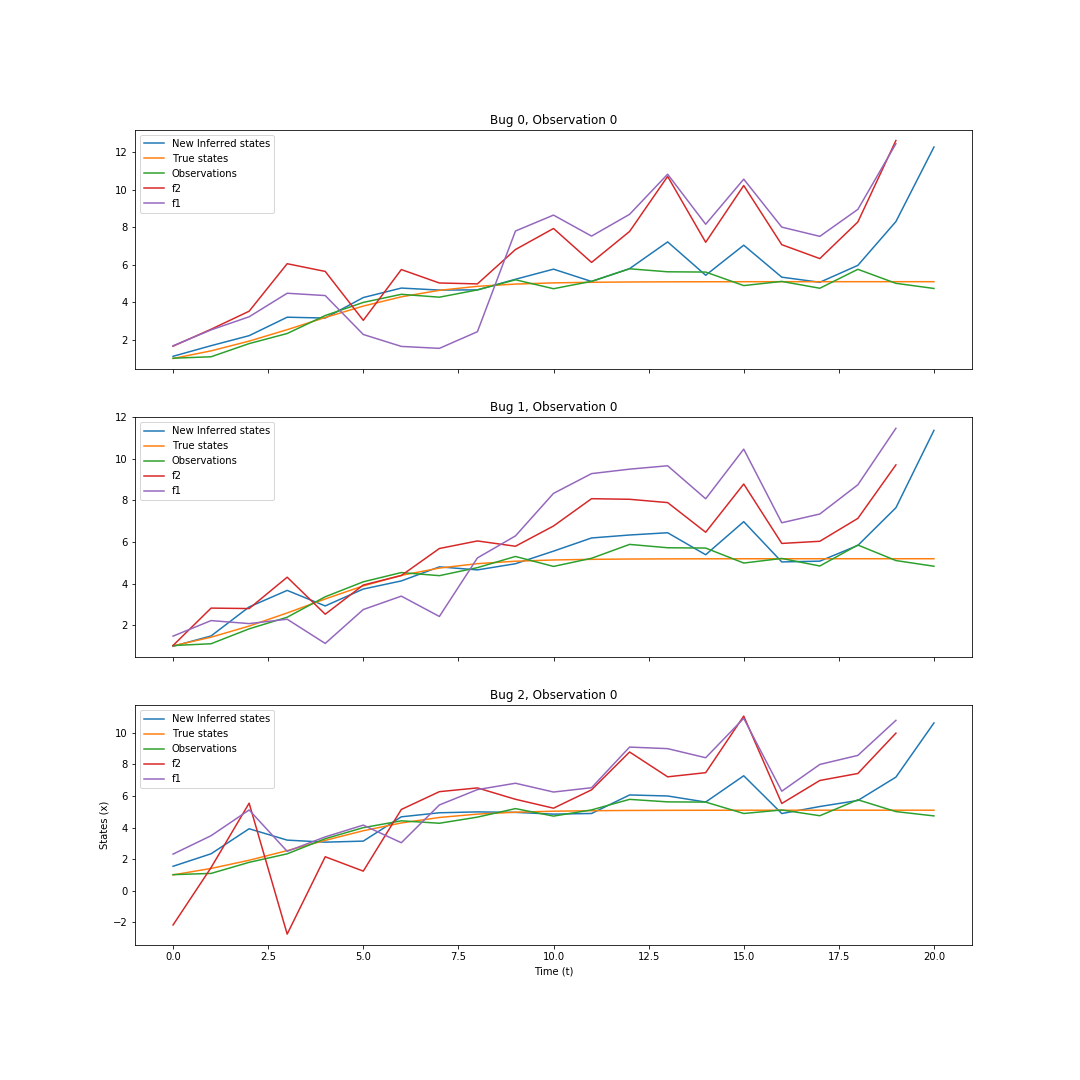 Bug 0, Observation 0
New Inferred states
True states
Observations
f2
f1
12
10
8
6
4
2
Bug 1, Observation 0
New Inferred states
True states
Observations
f2
f1
12
10
8
6
4
2
Bug 2, Observation 0
New Inferred states
True states
Observations
f2
f1
10
8
6
4
2
0
−2
States (x)
0.0 2.5 5.0 7.5 10.0 12.5 15.0 17.5 20.0
Time (t)